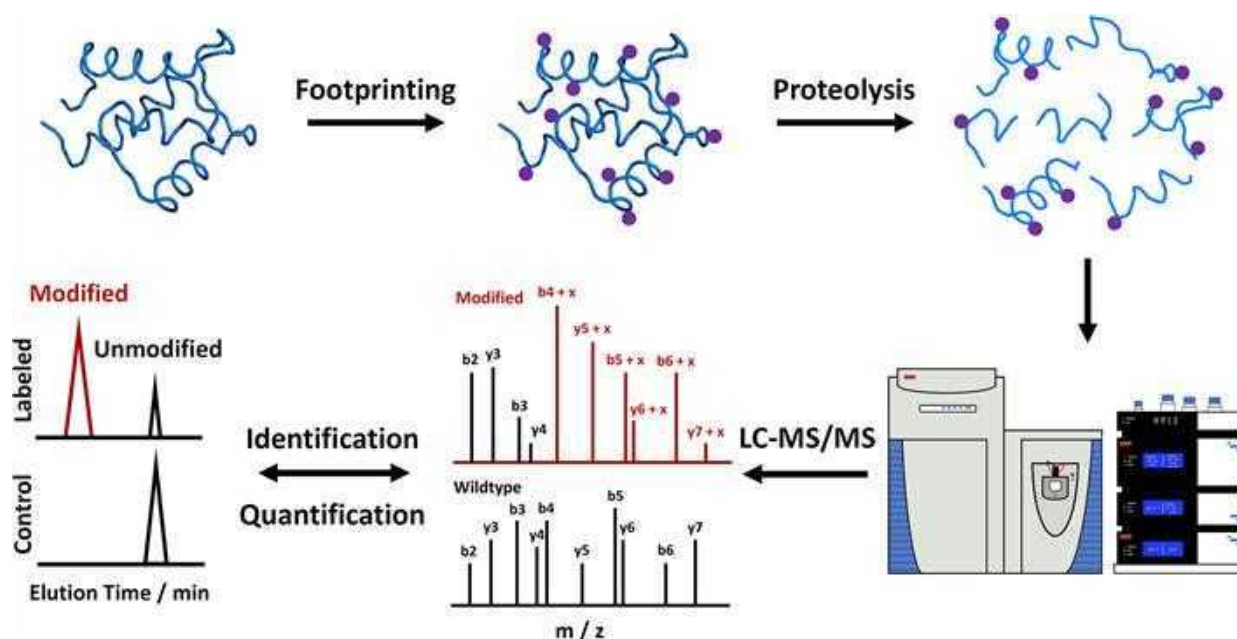 Footprinting
Proteolysis
Modified
Unmodified
Labeled
Control
Elution Time / min
Identification
Quantification
Modified
b2
y3
b3
y4
b4 + x
y5 + x
b5 + x
y6 + x
b6 + x
y7 + x
Wildtype
b2
y3
b3
y4
b4
y5
b5
y6
b6
y7
m / z
LC-MS/MS